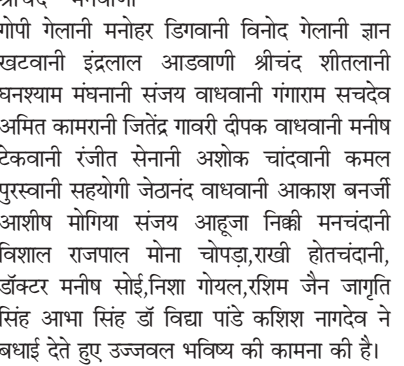 गोपी गेलानी मनोहर डिगवानी विनोद गेलानी ज्ञान
खटवानी इंद्रलाल आडवाणी श्रीचंद शीतलानी
घनश्याम मंघनानी संजय वाधवानी गंगाराम सचदेव
अमित कामरानी जितेंद्र गावरी दीपक वाधवानी मनीष
टेकवानी रंजीत सेनानी अशोक चांदवानी कमल
पुरस्वानी सहयोगी जेठानंद वाधवानी आकाश बनर्जी
आशीष मोगिया संजय आहूजा निक्की मनचंदानी
विशाल राजपाल मोना चोपड़ा,राखी होतचंदानी,
डॉक्टर मनीष सोई,निशा गोयल,रशिम जैन जागृति
सिंह आभा सिंह डॉ विद्या पांडे कशिश नागदेव ने
बधाई देते हुए उज्जवल भविष्य की कामना की है।